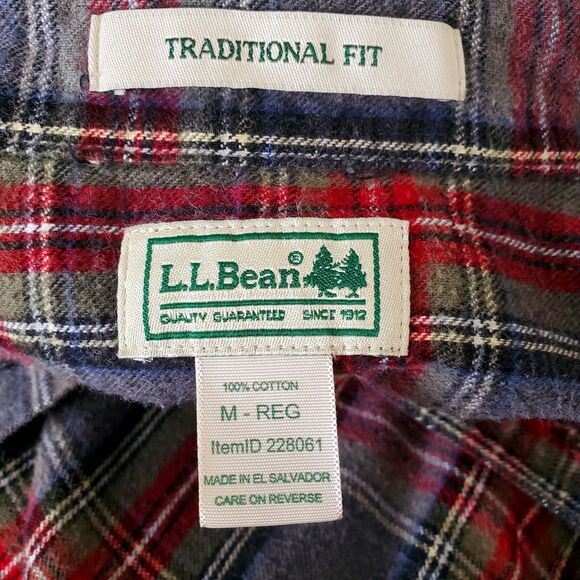 TRADITIONAL FIT
L.L.Bean®
QUALITY GUARANTEED SINCE 1912
100% COTTON
M - REG
ItemID 228061
MADE IN EL SALVADOR
CARE ON REVERSE